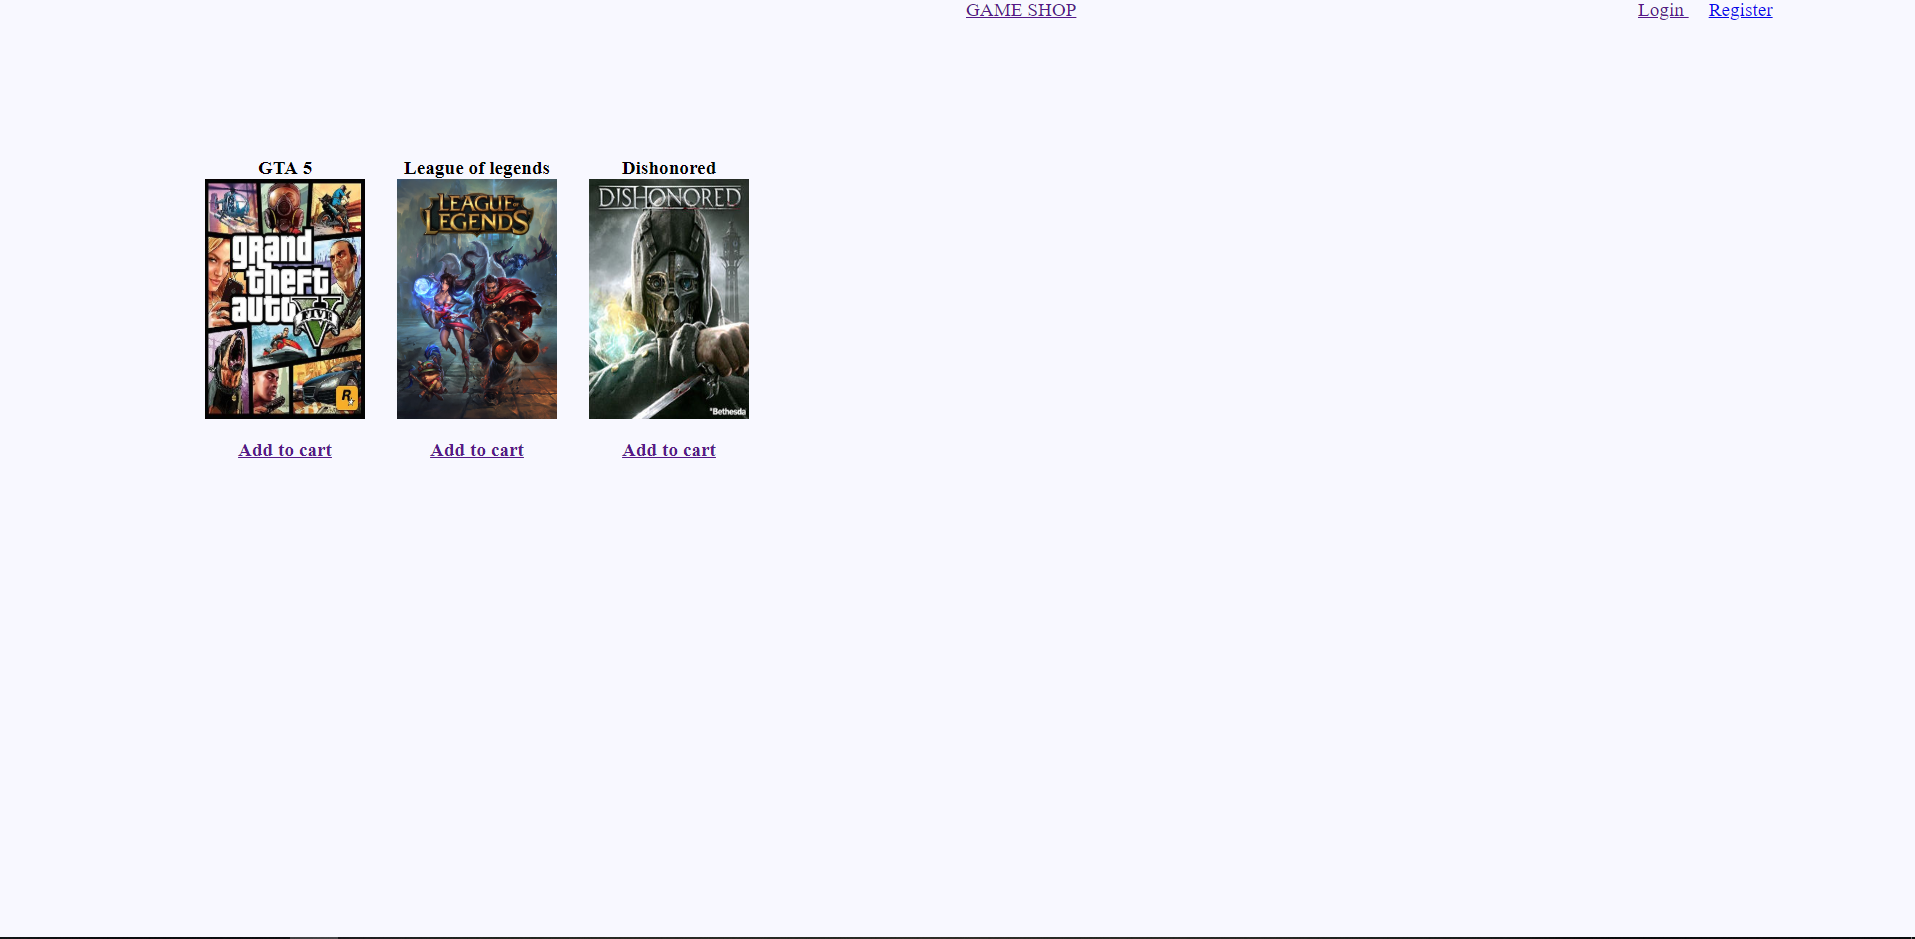 GAME SHOP
Login Register
GTA 5 League of legends Dishonored
grand
theft
auto
V
FIVE
R
LEAGUE OF
LEGENDS
DISHONORED
Bethesda
Add to cart Add to cart Add to cart